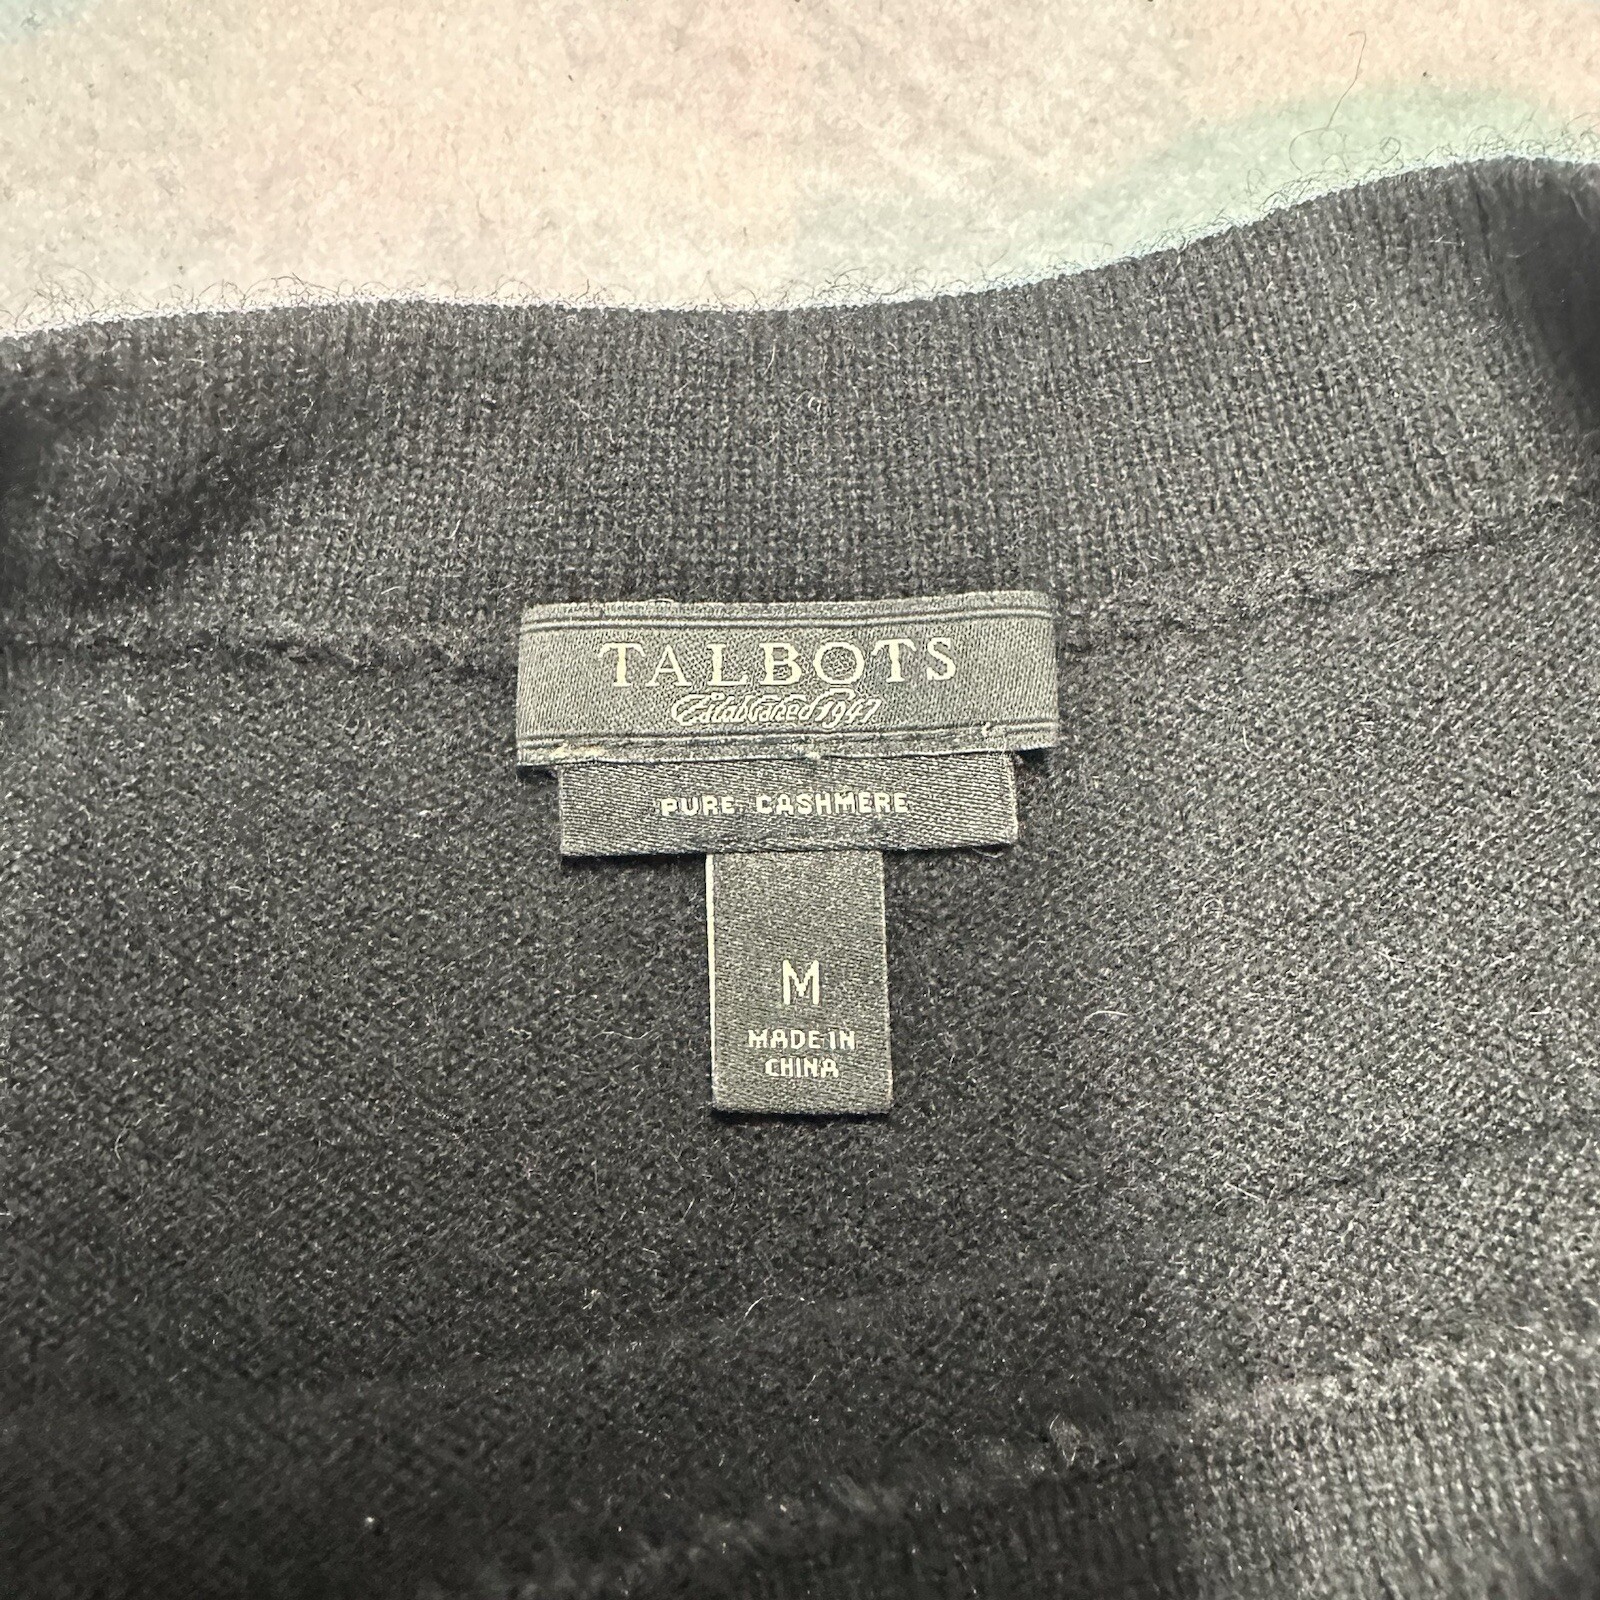 TALBOTS
Established 1947
PURE CASHMERE
M
MADE IN
CHINA